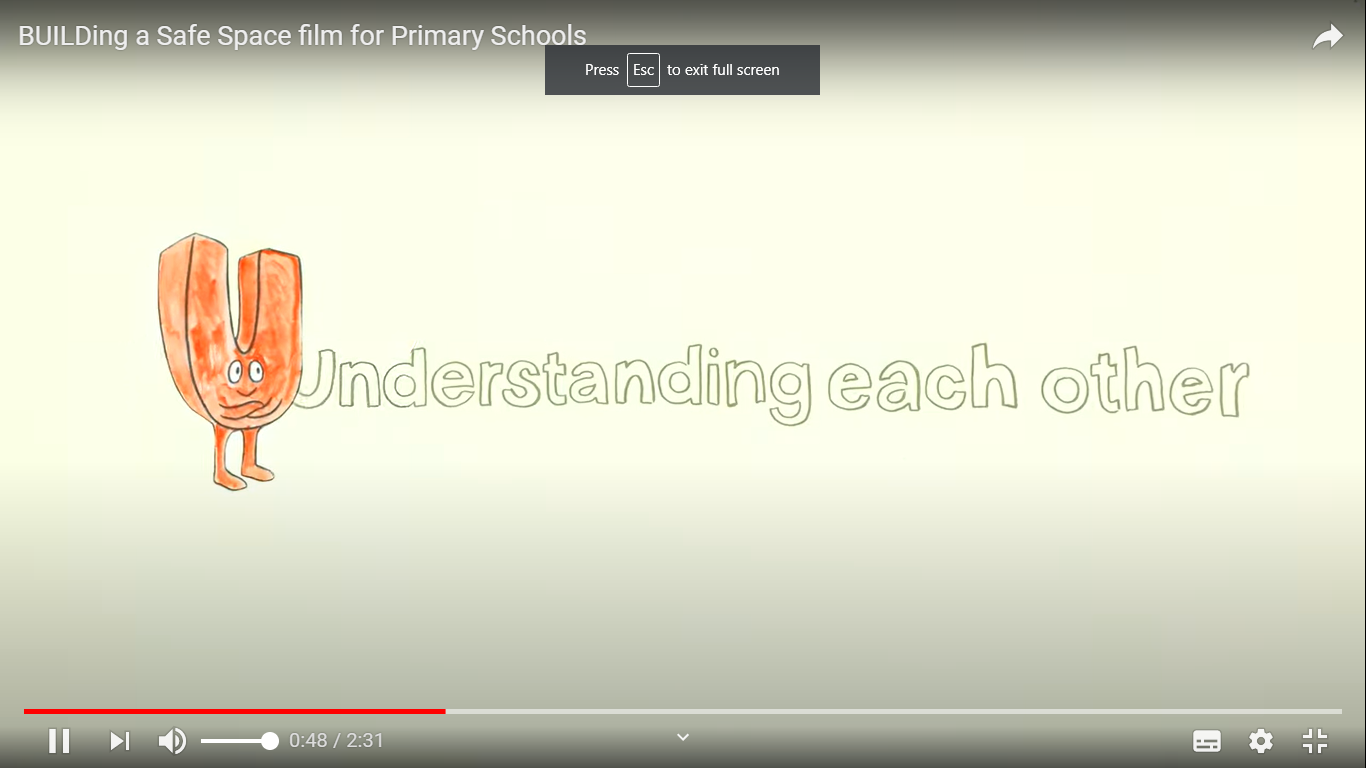 BUILDing a Safe Space film for Primary Schools
Press Esc to exit full screen
Understanding each other
0:48 / 2:31